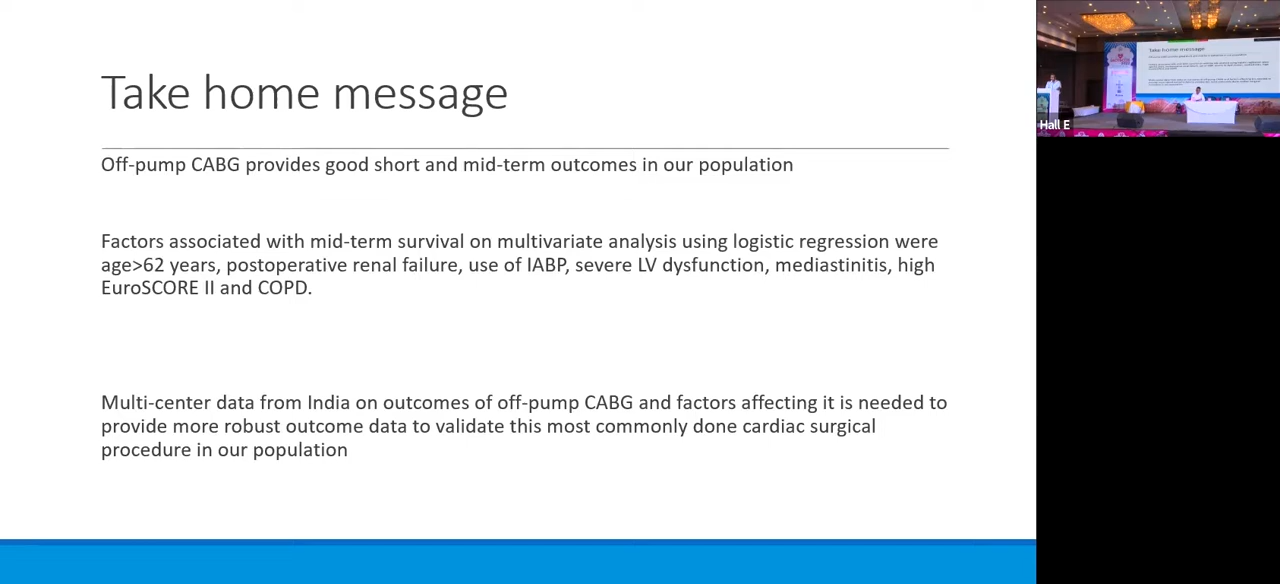 Take home message
Off-pump CABG provides good short and mid-term outcomes in our population
Factors associated with mid-term survival on multivariate analysis using logistic regression were
age>62 years, postoperative renal failure, use of IABP, severe LV dysfunction, mediastinitis, high
EuroSCORE II and COPD.
Multi-center data from India on outcomes of off-pump CABG and factors affecting it is needed to
provide more robust outcome data to validate this most commonly done cardiac surgical
procedure in our population
Take home message
Hall E